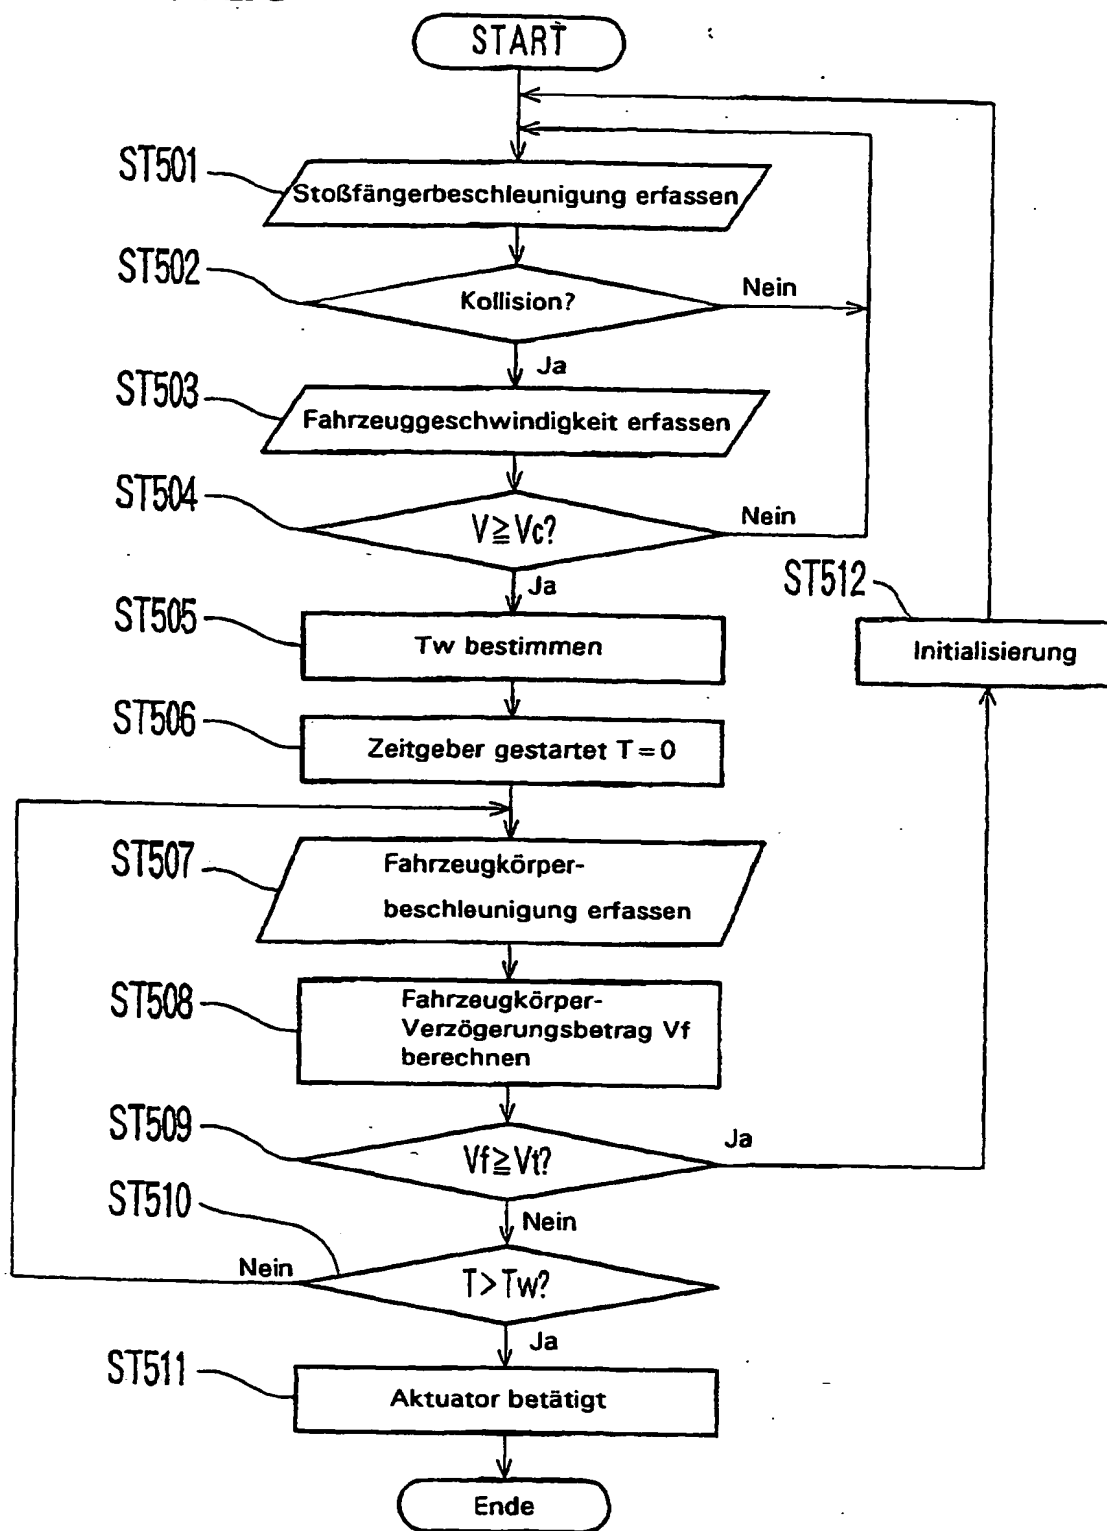 START
ST501
Stoßfängerbeschleunigung erfassen
ST502
Kollision?
Nein
Ja
ST503
Fahrzeuggeschwindigkeit erfassen
ST504
V≧Vc?
Nein
Ja
ST505
Tw bestimmen
ST512
Initialisierung
ST506
Zeitgeber gestartet T=0
ST507
Fahrzeugkörper-
beschleunigung erfassen
ST508
Fahrzeugkörper-
Verzögerungsbetrag Vf
berechnen
ST509
Vf≧Vt?
Ja
Nein
ST510
T>Tw?
Nein
Ja
ST511
Aktuator betätigt
Ende